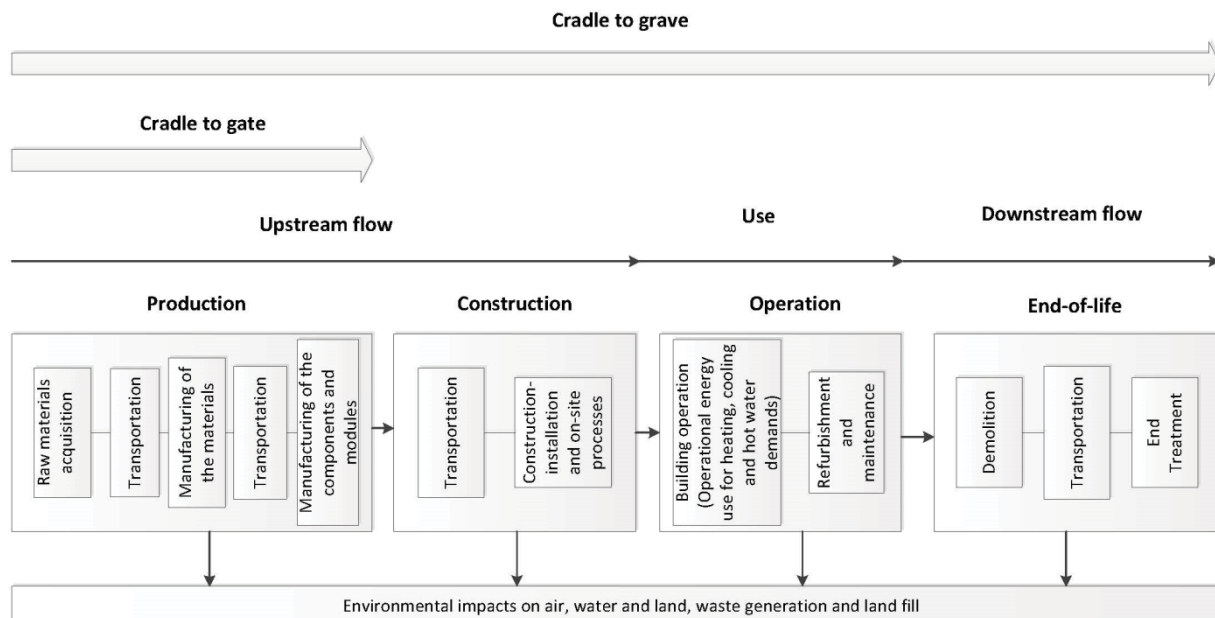 Cradle to grave
Cradle to gate
Upstream flow
Use
Downstream flow
Production
Construction
Operation
End-of-life
Raw materials
acquisition
Transportation
Manufacturing of
the materials
Transportation
Manufacturing of the
components and
modules
Transportation
Construction-
installation
and on-site
processes
Building operation
(Operational energy
use for heating, cooling
and hot water
demands)
Refurbishment
and
maintenance
Demolition
Transportation
End
Treatment
Environmental impacts on air, water and land, waste generation and land fill